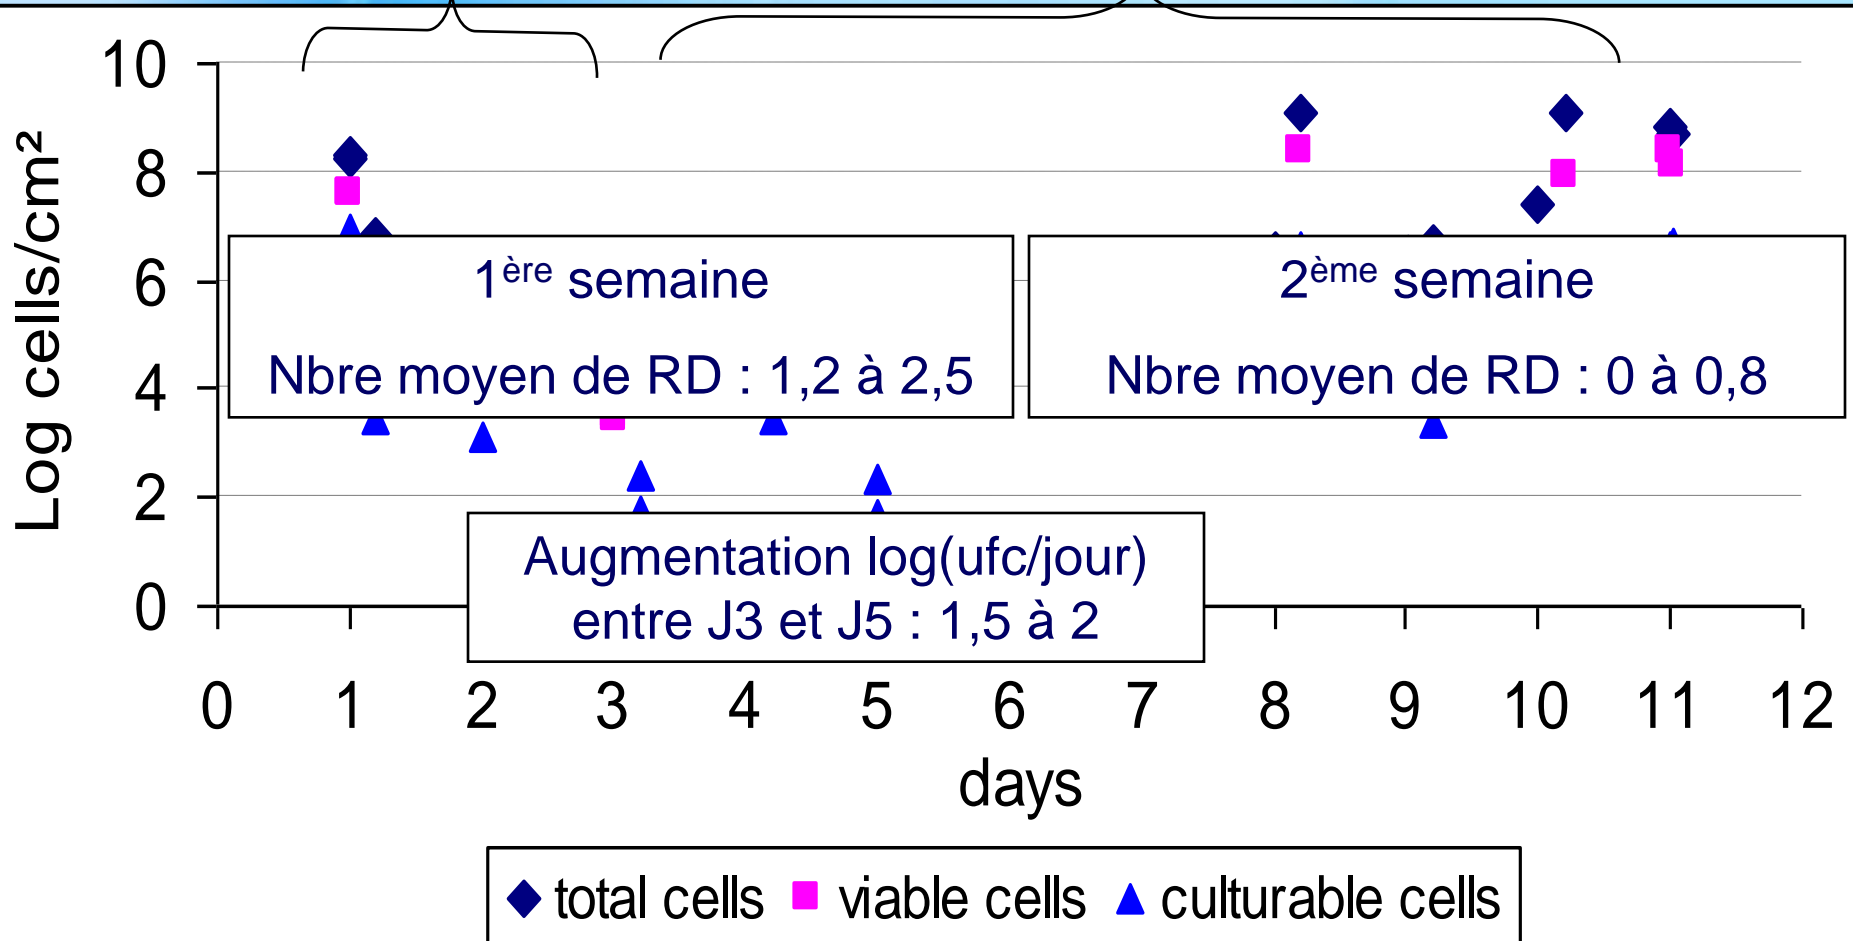 Log cells/cm²
10
8
6
4
2
0
1ère semaine
Nbre moyen de RD : 1,2 à 2,5
2ème semaine
Nbre moyen de RD : 0 à 0,8
Augmentation log(ufc/jour)
entre J3 et J5 : 1,5 à 2
0 1 2 3 4 5 6 7 8 9 10 11 12
days
total cells viable cells culturable cells